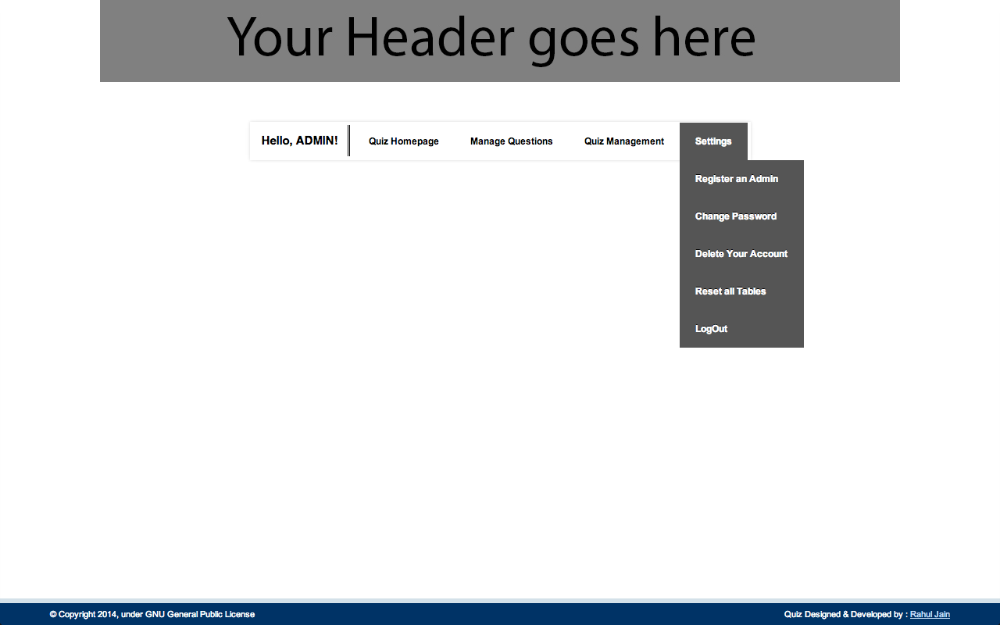 Your Header goes here
Hello, ADMIN! Quiz Homepage Manage Questions Quiz Management Settings
Register an Admin
Change Password
Delete Your Account
Reset all Tables
LogOut
© Copyright 2014, under GNU General Public License Quiz Designed & Developed by : Rahul Jain